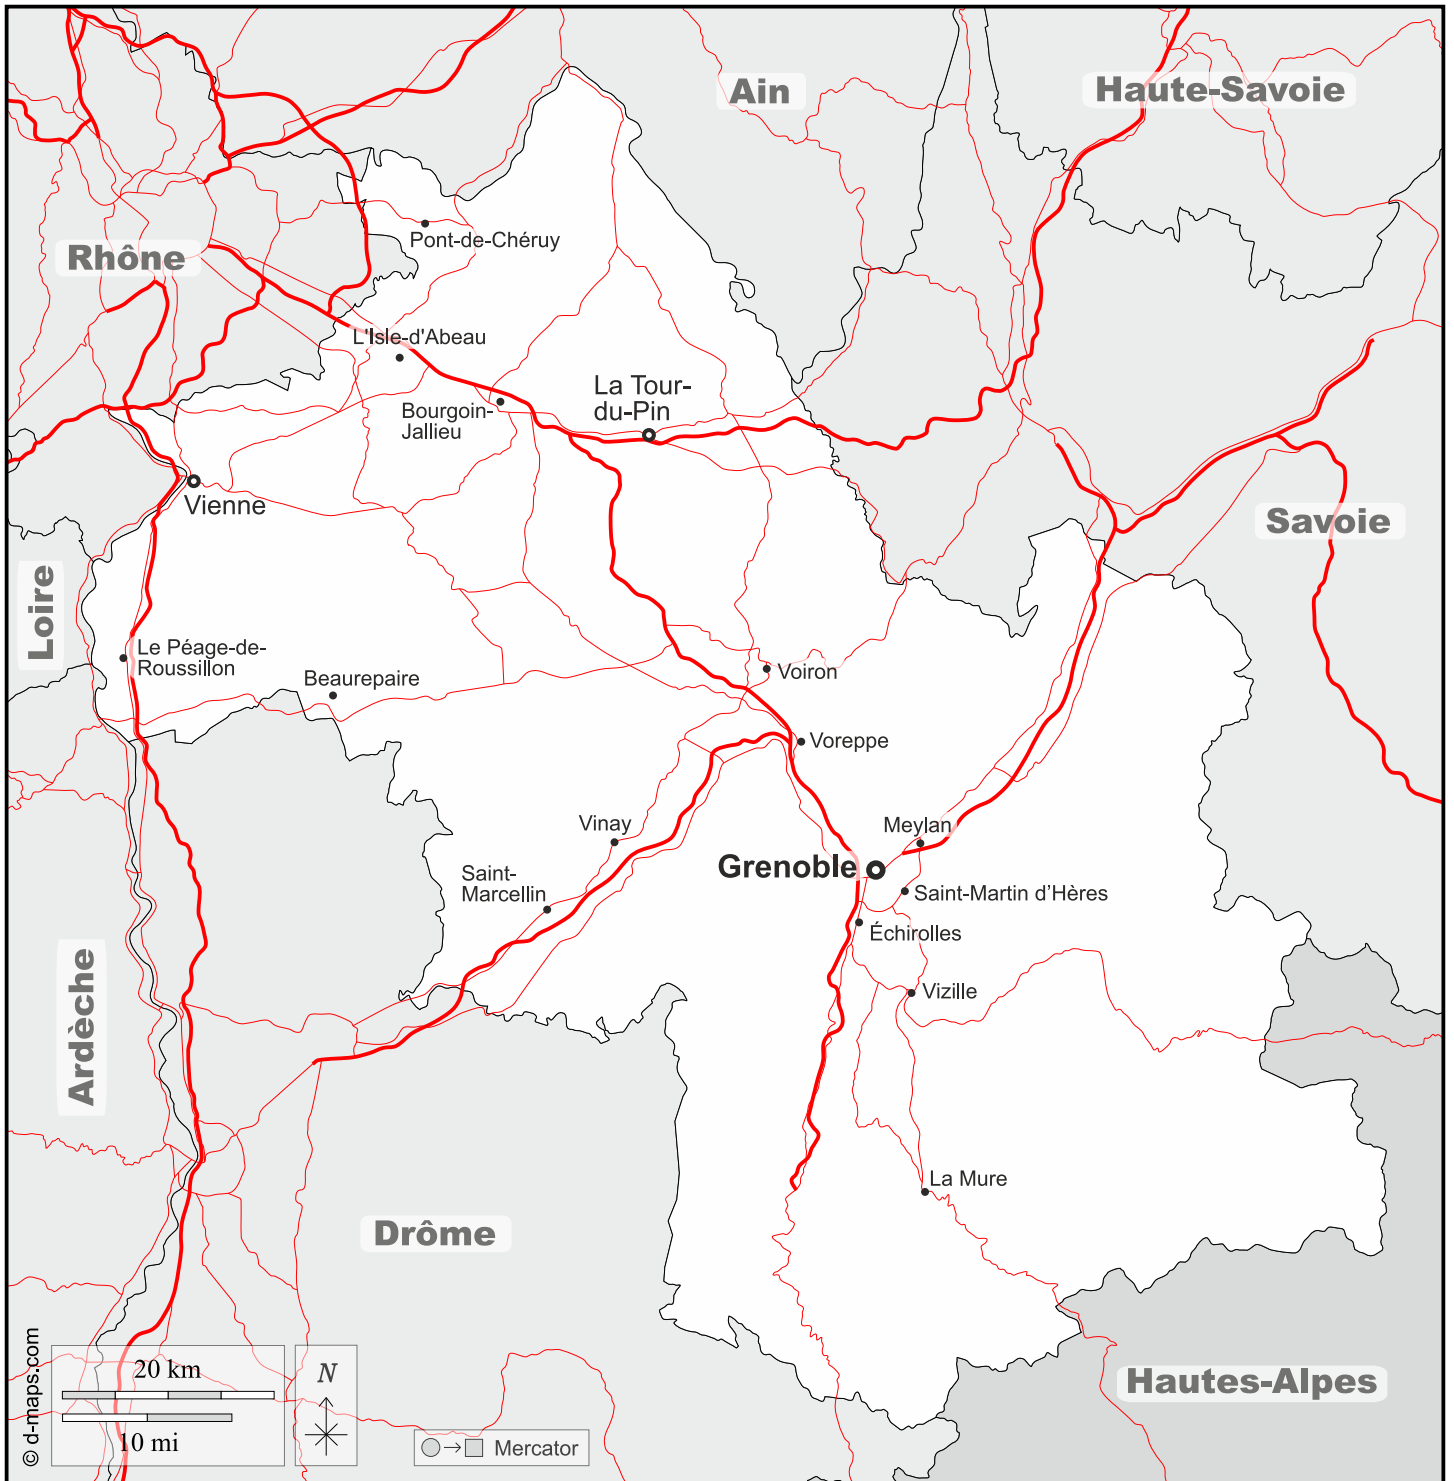 Ain
Haute-Savoie
Pont-de-Chéruy
Rhône
L'Isle-d'Abeau
La Tour-
du-Pin
Bourgoin-
Jallieu
Vienne
Savoie
Loire
Le Péage-de-
Roussillon
Beaurepaire
Voiron
Voreppe
Vinay
Meylan
Grenoble
Saint-
Marcellin
Saint-Martin d'Hères
Échirolles
Vizille
Ardèche
La Mure
Drôme
Hautes-Alpes
© d-maps.com
20 km
10 mi
N
Mercator